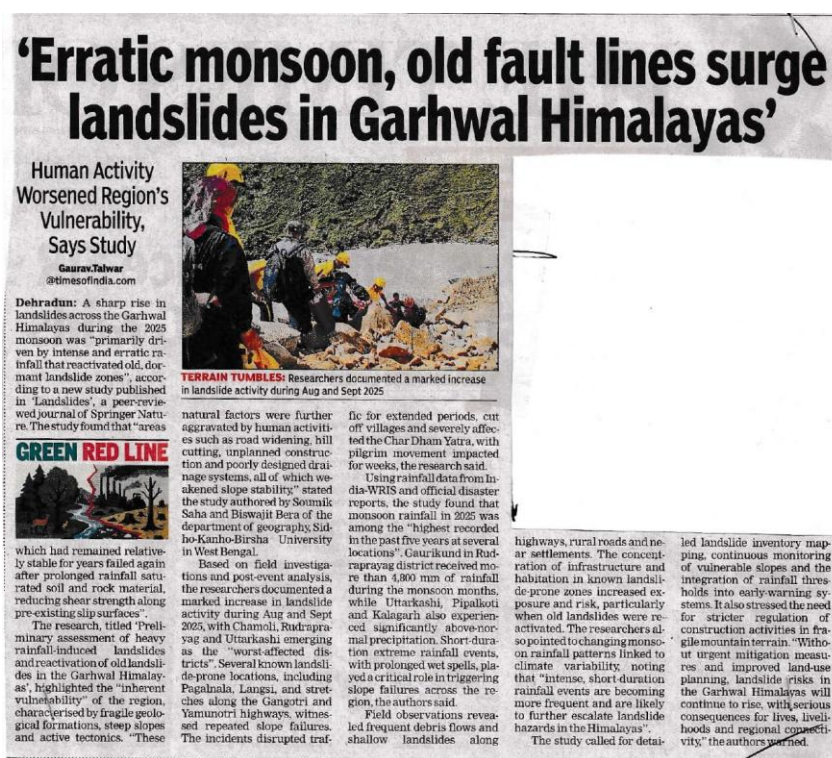 ‘Erratic monsoon, old fault lines surge
landslides in Garhwal Himalayas’
Human Activity
Worsened Region’s
Vulnerability,
Says Study
Gaurav.Talwar
@timesofindia.com
Dehradun: A sharp rise in
landslides across the Garhwal
Himalayas during the 2025
monsoon was “primarily dri-
ven by intense and erratic ra-
infall that reactivated old, dor-
mant landslide zones”, accor-
ding to a new study published
in ‘Landslides’, a peer-revie-
wed journal of Springer Natu-
re. The study found that “areas
GREEN RED LINE
which had remained relative-
ly stable for years failed again
after prolonged rainfall satu-
rated soil and rock material,
reducing shear strength along
pre-existing slip surfaces”.
The research, titled ‘Preli-
minary assessment of heavy
rainfall-induced landslides
and reactivation of old landsli-
des in the Garhwal Himalay-
as’, highlighted the “inherent
vulnerability” of the region,
characterised by fragile geolo-
gical formations, steep slopes
and active tectonics. “These
TERRAIN TUMBLES: Researchers documented a marked increase
in landslide activity during Aug and Sept 2025
natural factors were further
aggravated by human activiti-
es such as road widening, hill
cutting, unplanned construc-
tion and poorly designed drai-
nage systems, all of which we-
akened slope stability,” stated
the study authored by Soumik
Saha and Biswajit Bera of the
department of geography, Sid-
ho-Kanho-Birsha University
in West Bengal.
Based on field investiga-
tions and post-event analysis,
the researchers documented a
marked increase in landslide
activity during Aug and Sept
2025, with Chamoli, Rudrapra-
yag and Uttarkashi emerging
as the “worst-affected dis-
tricts”. Several known landsli-
de-prone locations, including
Pagalnala, Langsi, and stret-
ches along the Gangotri and
Yamunotri highways, witnes-
sed repeated slope failures.
The incidents disrupted traf-
fic for extended periods, cut
off villages and severely affec-
ted the Char Dham Yatra, with
pilgrim movement impacted
for weeks, the research said.
Using rainfall data from In-
dia-WRIS and official disaster
reports, the study found that
monsoon rainfall in 2025 was
among the “highest recorded
in the past five years at several
locations”. Gaurikund in Rud-
raprayag district received mo-
re than 4,800 mm of rainfall
during the monsoon months,
while Uttarkashi, Pipalkoti
and Kalagarh also experien-
ced significantly above-nor-
mal precipitation. Short-dura-
tion extreme rainfall events,
with prolonged wet spells, pla-
yed a critical role in triggering
slope failures across the re-
gion, the authors said.
Field observations revea-
led frequent debris flows and
shallow landslides along
highways, rural roads and ne-
ar settlements. The concent-
ration of infrastructure and
habitation in known landsli-
de-prone zones increased ex-
posure and risk, particularly
when old landslides were re-
activated. The researchers al-
so pointed to changing monso-
on rainfall patterns linked to
climate variability, noting
that “intense, short-duration
rainfall events are becoming
more frequent and are likely
to further escalate landslide
hazards in the Himalayas”.
The study called for detai-
led landslide inventory map-
ping, continuous monitoring
of vulnerable slopes and the
integration of rainfall thres-
holds into early-warning sy-
stems. It also stressed the need
for stricter regulation of
construction activities in fra-
gile mountain terrain. “Witho-
ut urgent mitigation measu-
res and improved land-use
planning, landslide risks in
the Garhwal Himalayas will
continue to rise, with serious
consequences for lives, liveli-
hoods and regional connecti-
vity,” the authors warned.